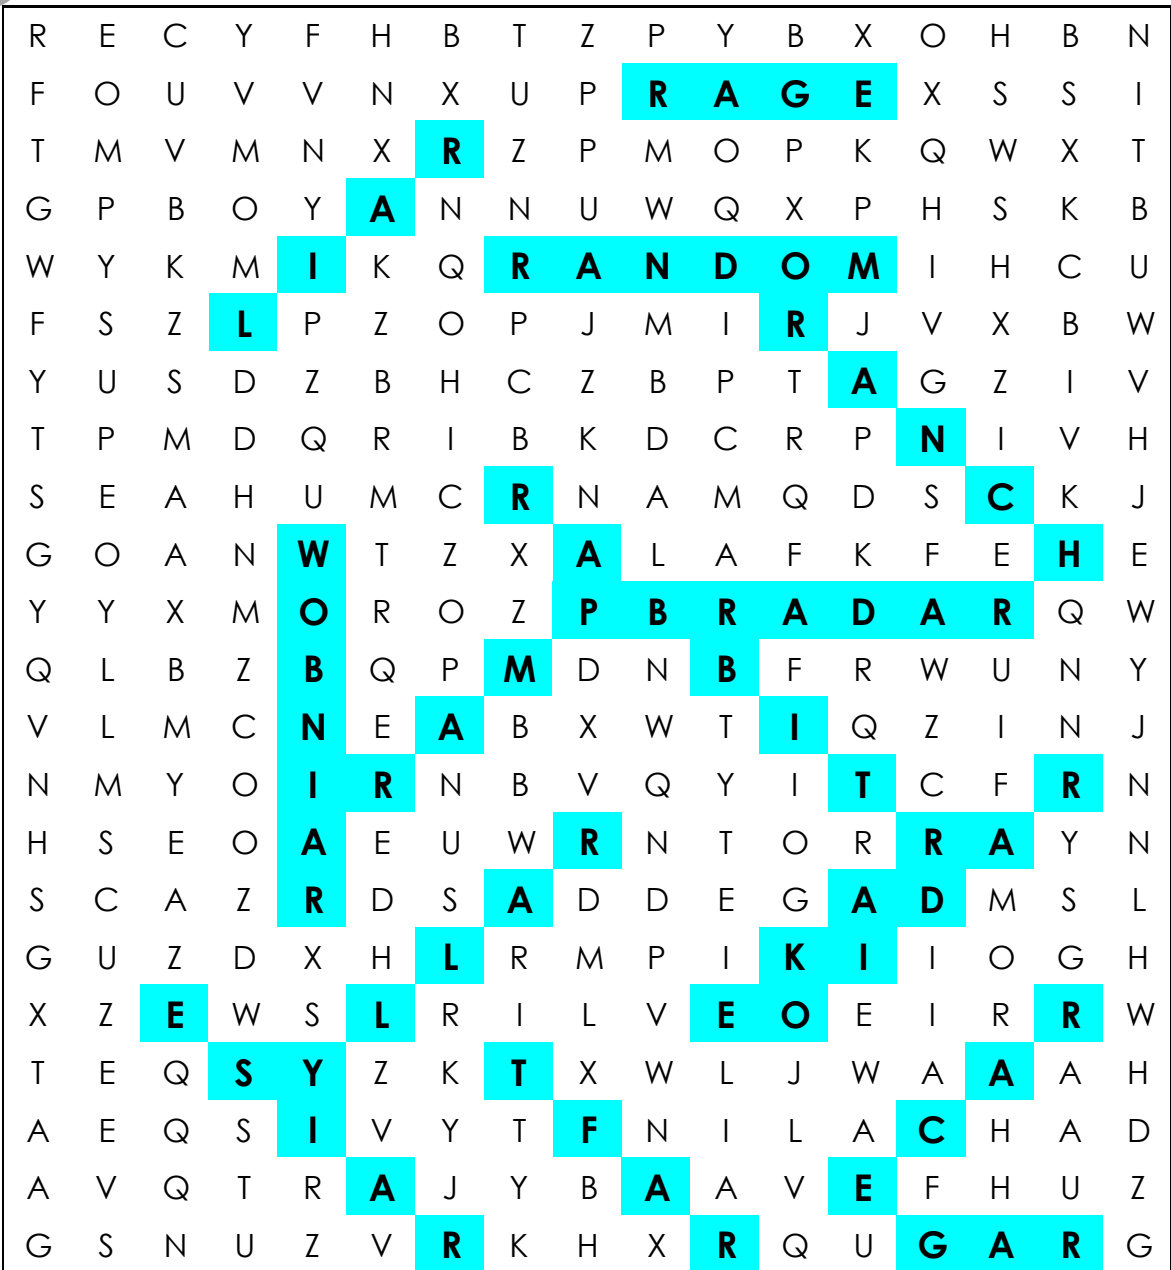 R E C Y F H B T Z P Y B X O H B N
F O U V V N X U P R A G E X S S I
T M V M N X R Z P M O P K Q W X T
G P B O Y A N N U W Q X P H S K B
W Y K M I K Q R A N D O M I H C U
F S Z L P Z O P J M I R J V X B W
Y U S D Z B H C Z B P T A G Z I V
T P M D Q R I B K D C R P N I V H
S E A H U M C R N A M Q D S C K J
G O A N W T Z X A L A F K F E H E
Y Y X M O R O Z P B R A D A R Q W
Q L B Z B Q P M D N B F R W U N Y
V L M C N E A B X W T I Q Z I N J
N M Y O I R N B V Q Y I T C F R N
H S E O A E U W R N T O R R A Y N
S C A Z R D S A D D E G A D M S L
G U Z D X H L R M P I K I I O G H
X Z E W S L R I L V E O E I R R W
T E Q S Y Z K T X W L J W A A A H
A E Q S I V Y T F N I L A C H A D
A V Q T R A J Y B A A V E F H U Z
G S N U Z V R K H X R Q U G A R G